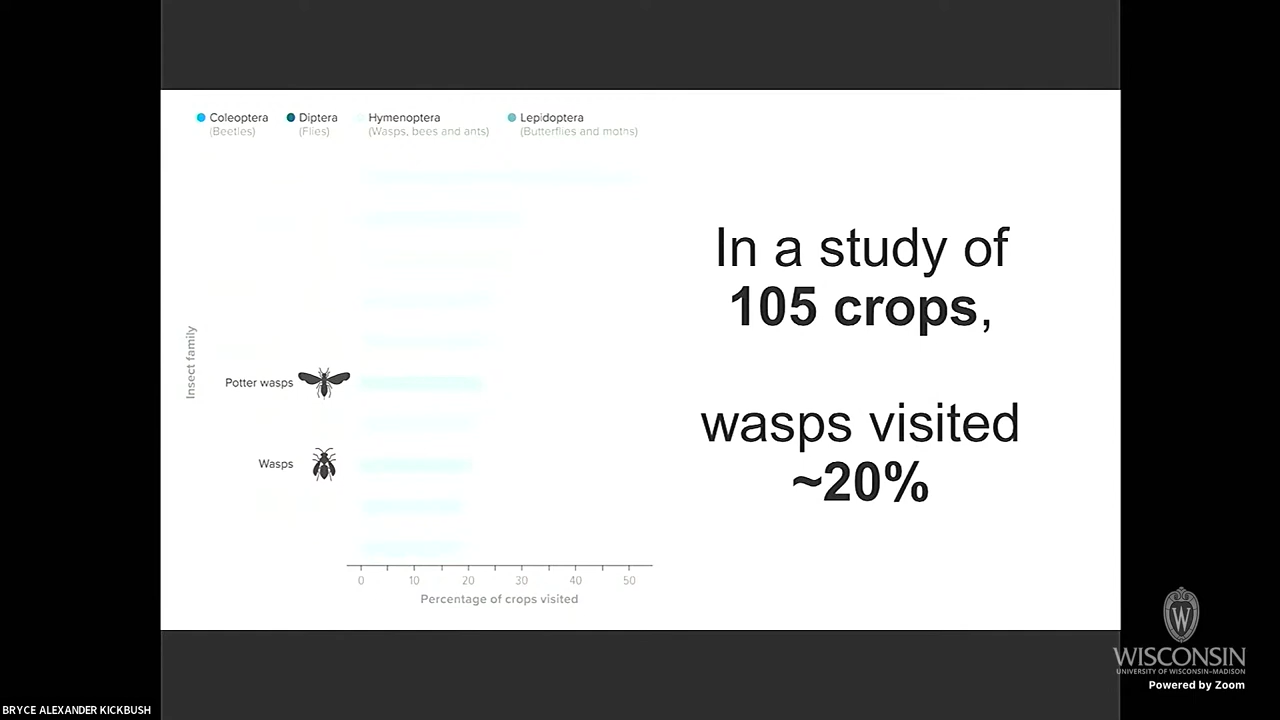 Coleoptera
(Beetles)
Diptera
(Flies)
Hymenoptera
(Wasps, bees and ants)
Lepidoptera
(Butterflies and moths)
Insect family
Potter wasps
Wasps
0 10 20 30 40 50
Percentage of crops visited
In a study of
105 crops,
wasps visited
~20%
W
WISCONSIN
UNIVERSITY OF WISCONSIN–MADISON
Powered by Zoom
BRYCE ALEXANDER KICKBUSH